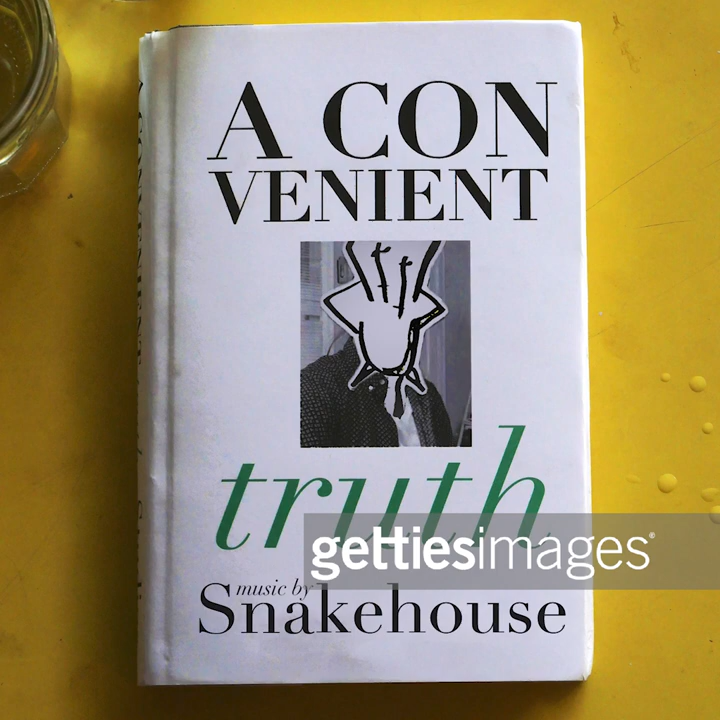 A CON
VENIENT
truth
gettiesimages®
music by
Snakehouse